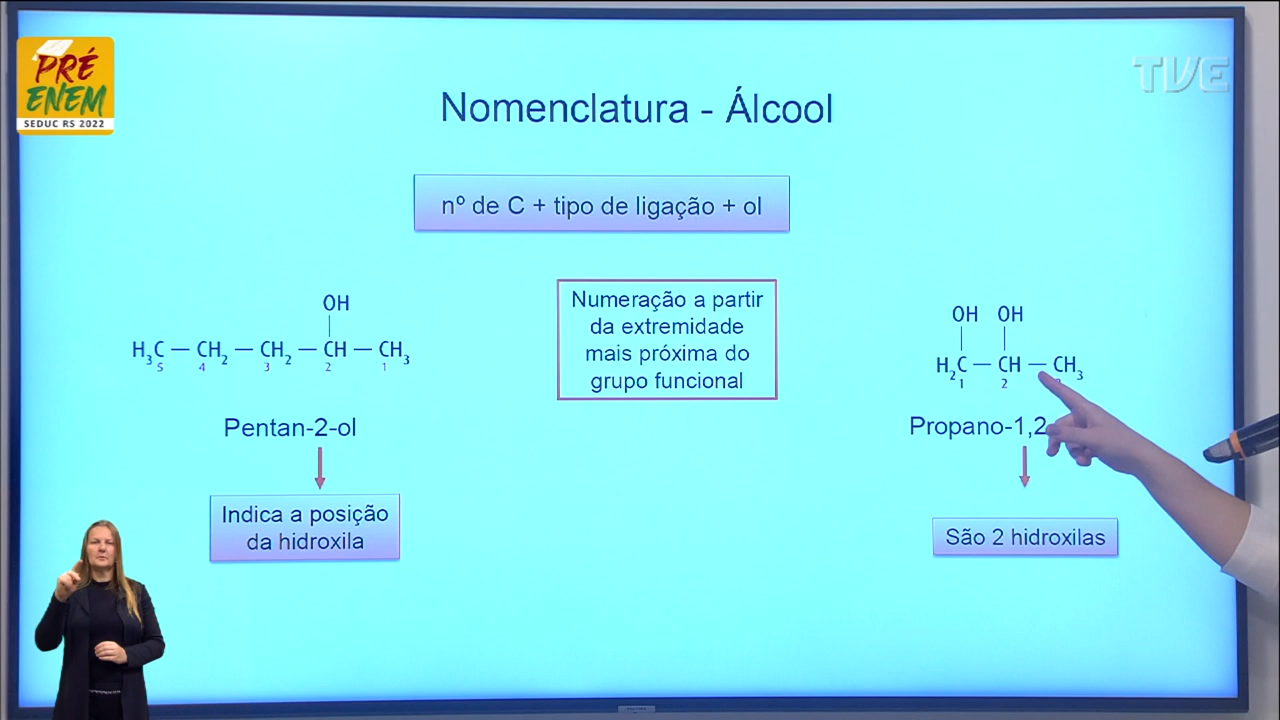 PRÉ
ENEM
SEDUC RS 2022
TVE
Nomenclatura - Álcool
nº de C + tipo de ligação + ol
OH
H₃C — CH₂ — CH₂ — CH — CH₃
5 4 3 2 1
Pentan-2-ol
Indica a posição
da hidroxila
Numeração a partir
da extremidade
mais próxima do
grupo funcional
OH OH
H₂C — CH — CH₃
1 2
Propano-1,2
São 2 hidroxilas